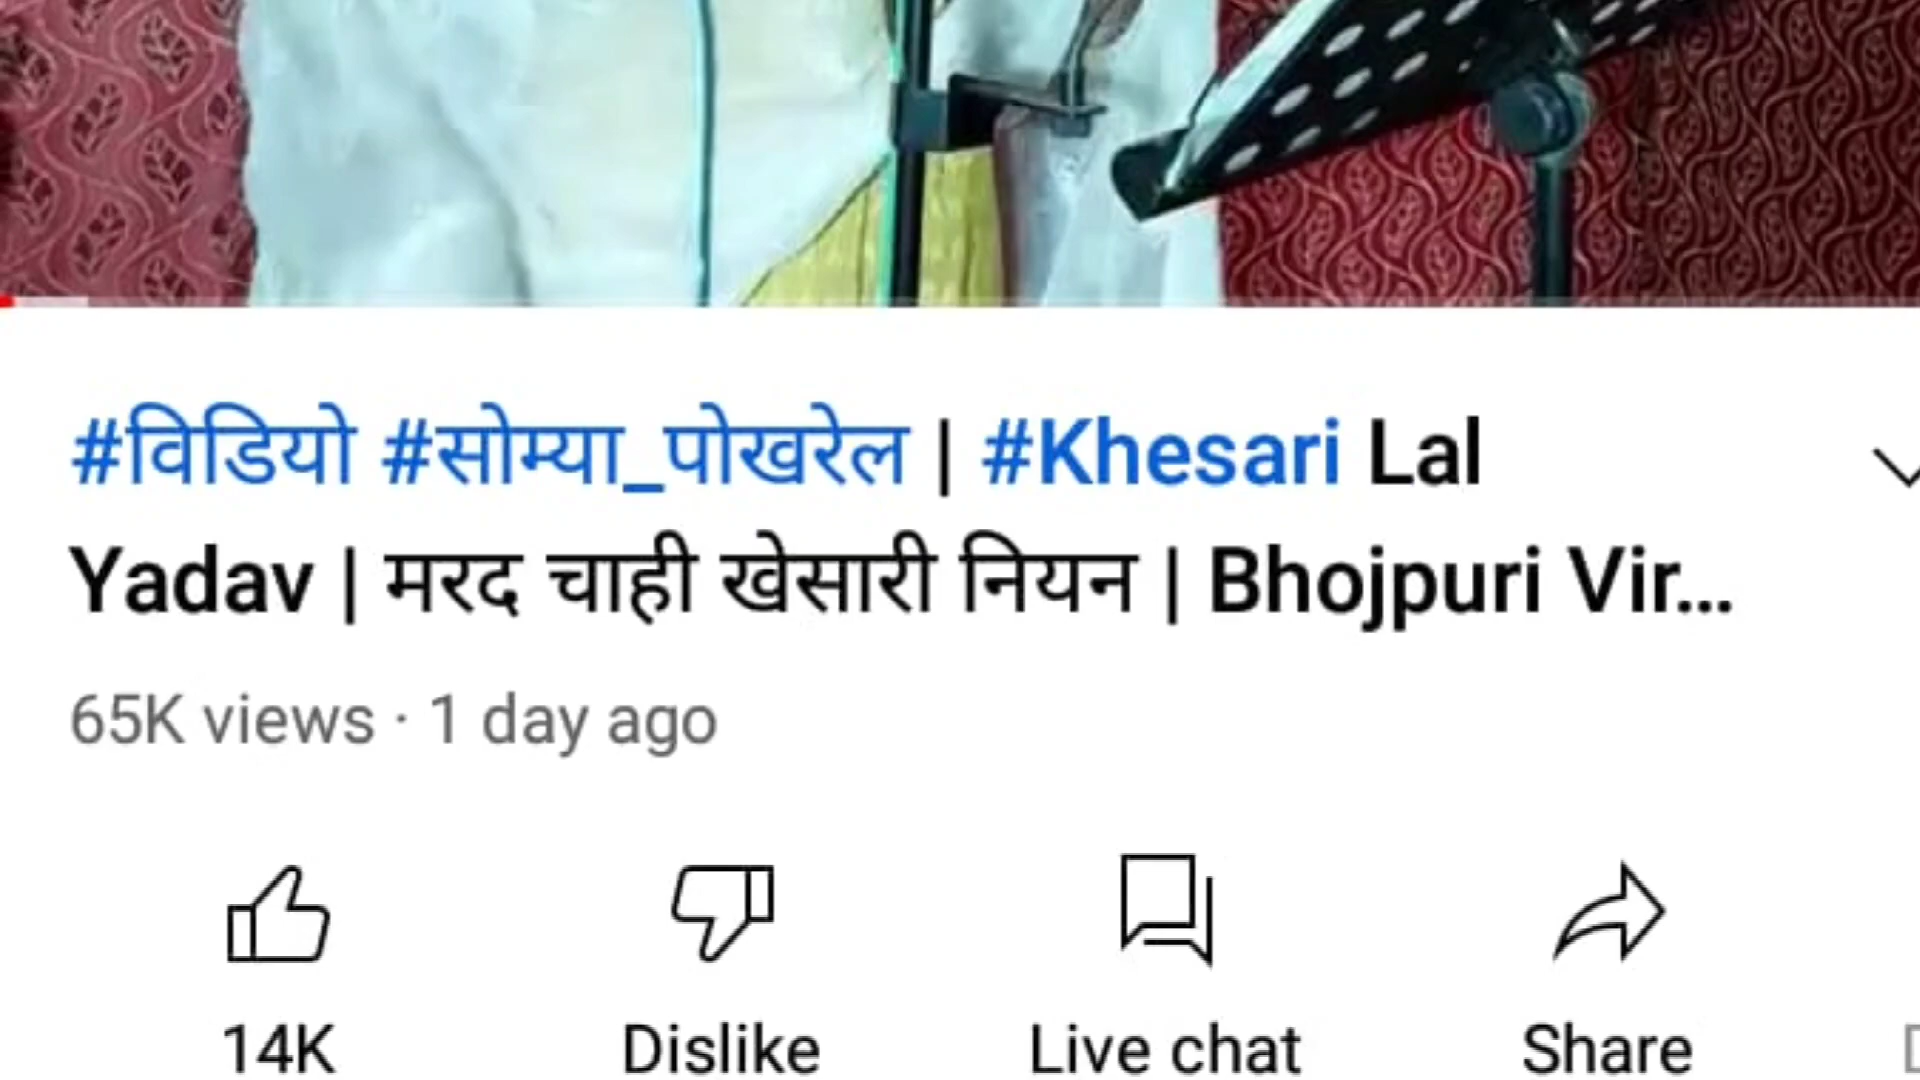 #विडियो #सोम्या_पोखरेल | #Khesari Lal
Yadav | मरद चाही खेसारी नियन | Bhojpuri Vir...
65K views · 1 day ago
14K Dislike Live chat Share